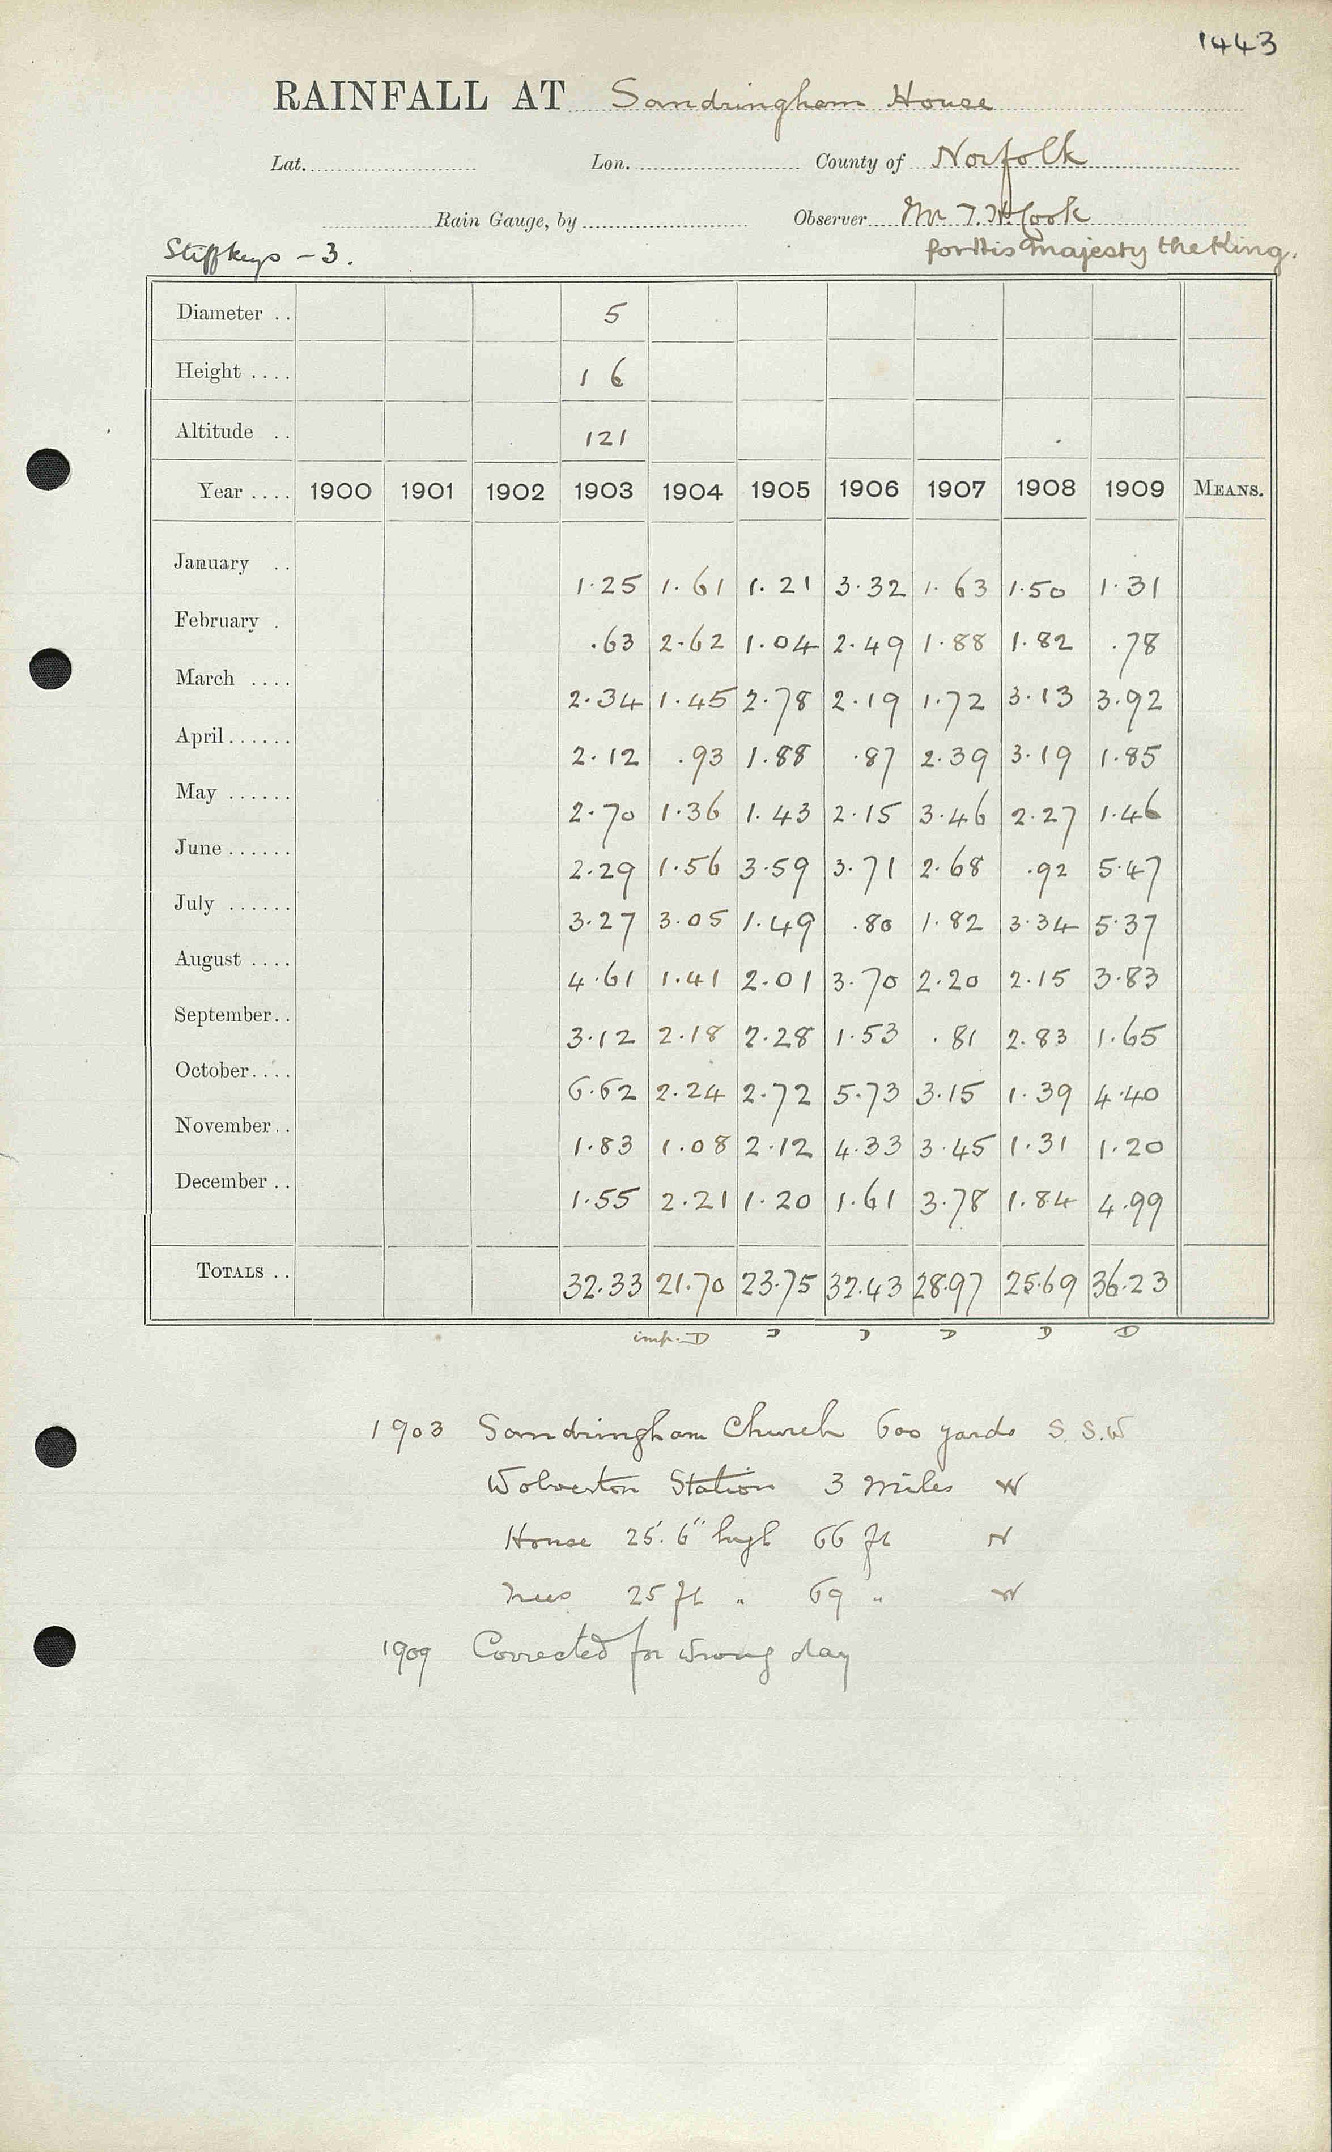 1443
RAINFALL AT Sandringham House
Lat. Lon. County of Norfolk
Rain Gauge, by Observer Mr T. H. Cook
Stiffkeys - 3. for His Majesty the King.
Diameter .. 5
Height .... 1 6
Altitude .. 121
Year .... 1900 1901 1902 1903 1904 1905 1906 1907 1908 1909 MEANS.
January .. 1.25 1.61 1.21 3.32 1.63 1.50 1.31
February . .63 2.62 1.04 2.49 1.88 1.82 .78
March .... 2.34 1.45 2.78 2.19 1.72 3.13 3.92
April...... 2.12 .93 1.88 .87 2.39 3.19 1.85
May ...... 2.70 1.36 1.43 2.15 3.46 2.27 1.46
June ...... 2.29 1.56 3.59 3.71 2.68 .92 5.47
July ...... 3.27 3.05 1.49 .80 1.82 3.34 5.37
August .... 4.61 1.41 2.01 3.70 2.20 2.15 3.83
September.. 3.12 2.18 2.28 1.53 .81 2.83 1.65
October.... 6.62 2.24 2.72 5.73 3.15 1.39 4.40
November.. 1.83 1.08 2.12 4.33 3.45 1.31 1.20
December .. 1.55 2.21 1.20 1.61 3.78 1.84 4.99
TOTALS .. 32.33 21.70 23.75 32.43 28.97 25.69 36.23
imp. D D D D D D
1903 Sandringham Church 600 yards S. S. W
Wolverton Station 3 Miles W
House 25' 6" high 66 ft N
Trees 25 ft " 69 " W
1909 Corrected for wrong day